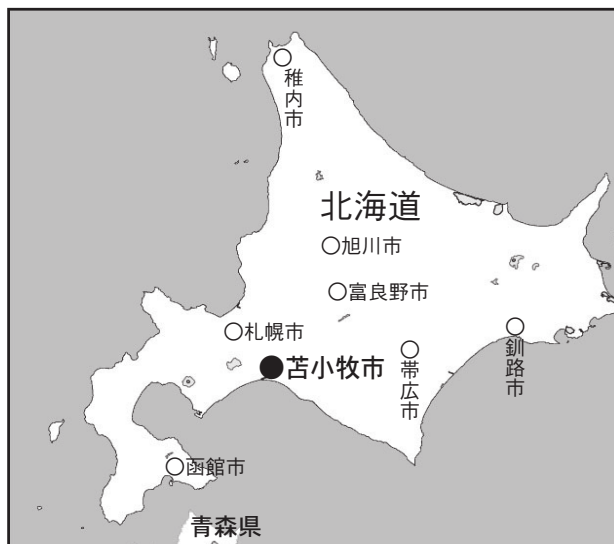 稚内市
北海道
旭川市
富良野市
札幌市
釧路市
帯広市
苫小牧市
函館市
青森県